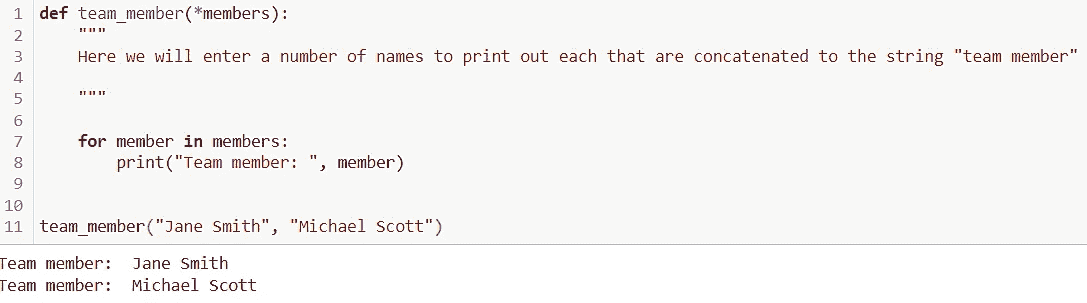 1 def team_member(*members):
2     """
3     Here we will enter a number of names to print out each that are concatenated to the string "team member"
4
5     """
6
7     for member in members:
8         print("Team member: ", member)
9
10
11 team_member("Jane Smith", "Michael Scott")
Team member:  Jane Smith
Team member:  Michael Scott